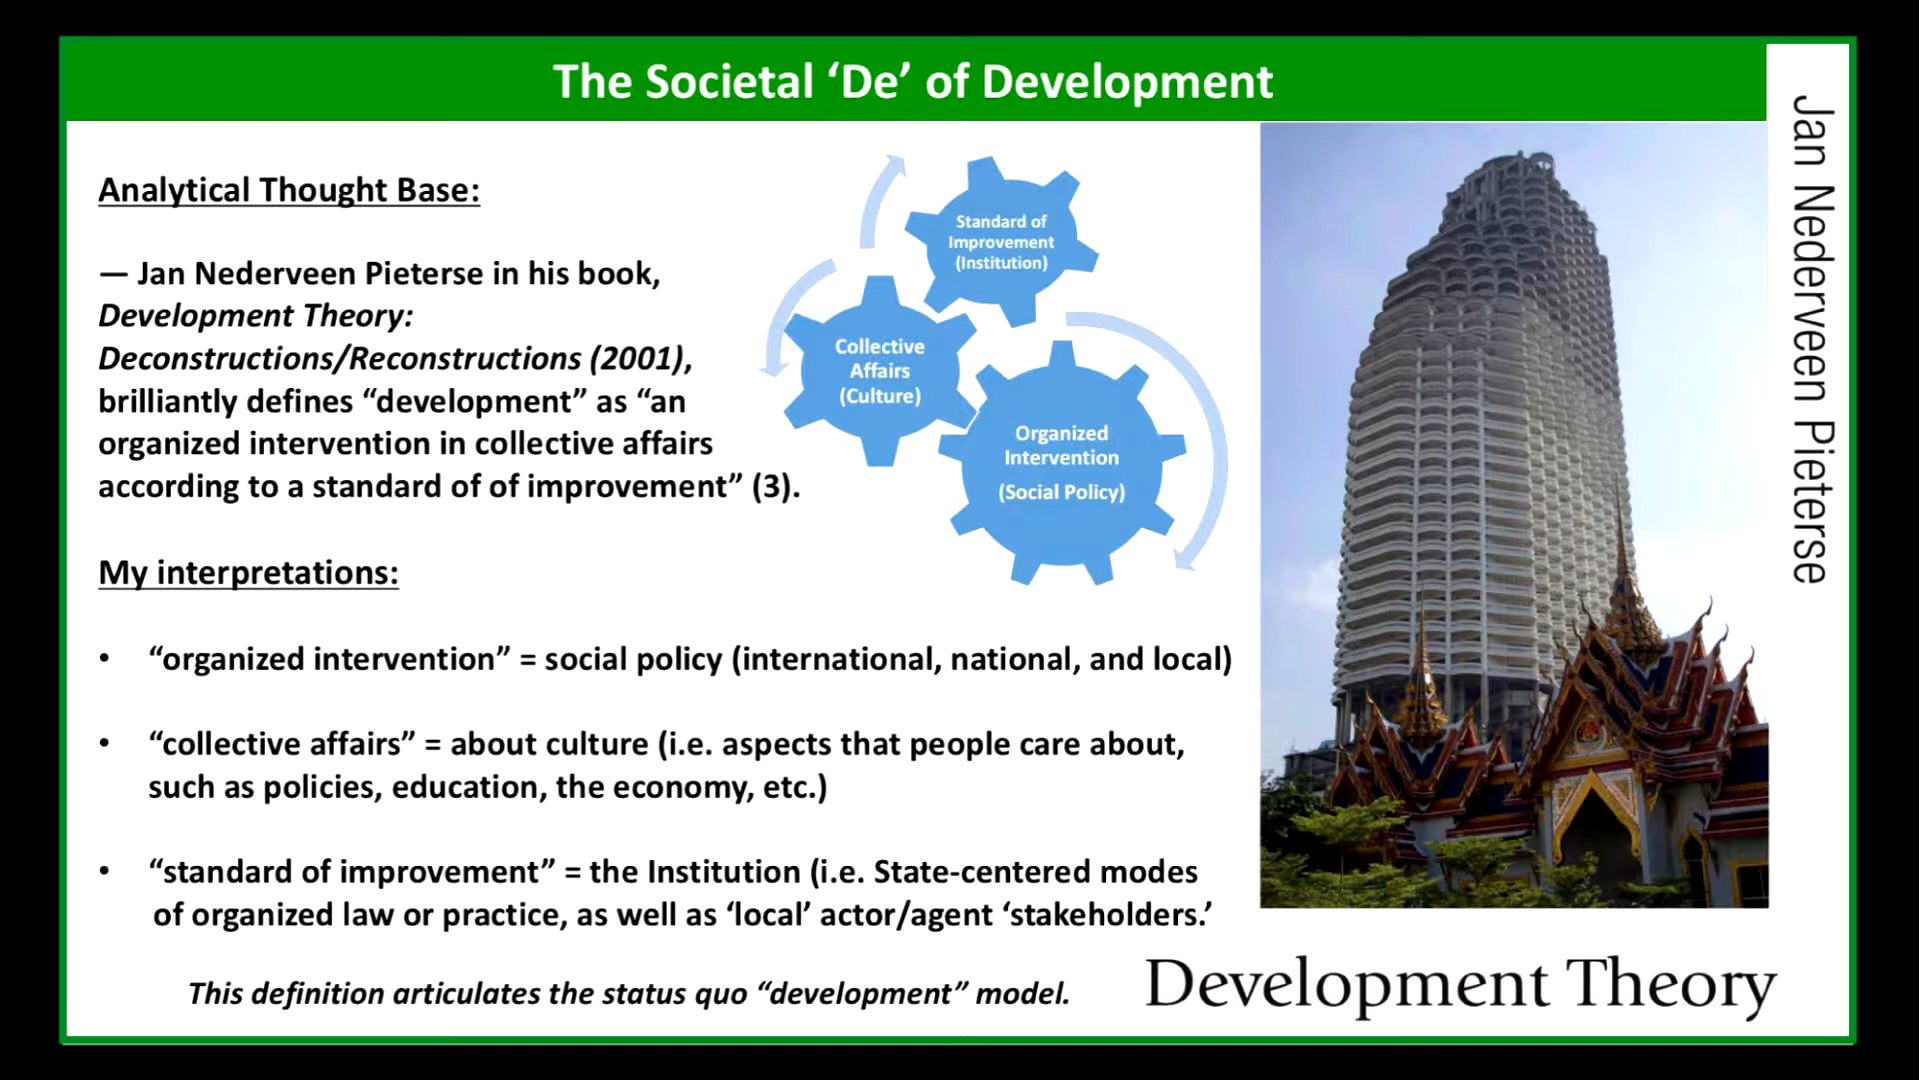 The Societal ‘De’ of Development
Analytical Thought Base:
— Jan Nederveen Pieterse in his book,
Development Theory:
Deconstructions/Reconstructions (2001),
brilliantly defines “development” as “an
organized intervention in collective affairs
according to a standard of of improvement” (3).
Standard of
Improvement
(Institution)
Collective
Affairs
(Culture)
Organized
Intervention
(Social Policy)
My interpretations:
• “organized intervention” = social policy (international, national, and local)
• “collective affairs” = about culture (i.e. aspects that people care about,
such as policies, education, the economy, etc.)
• “standard of improvement” = the Institution (i.e. State-centered modes
of organized law or practice, as well as ‘local’ actor/agent ‘stakeholders.’
This definition articulates the status quo “development” model.
Jan Nederveen Pieterse
Development Theory